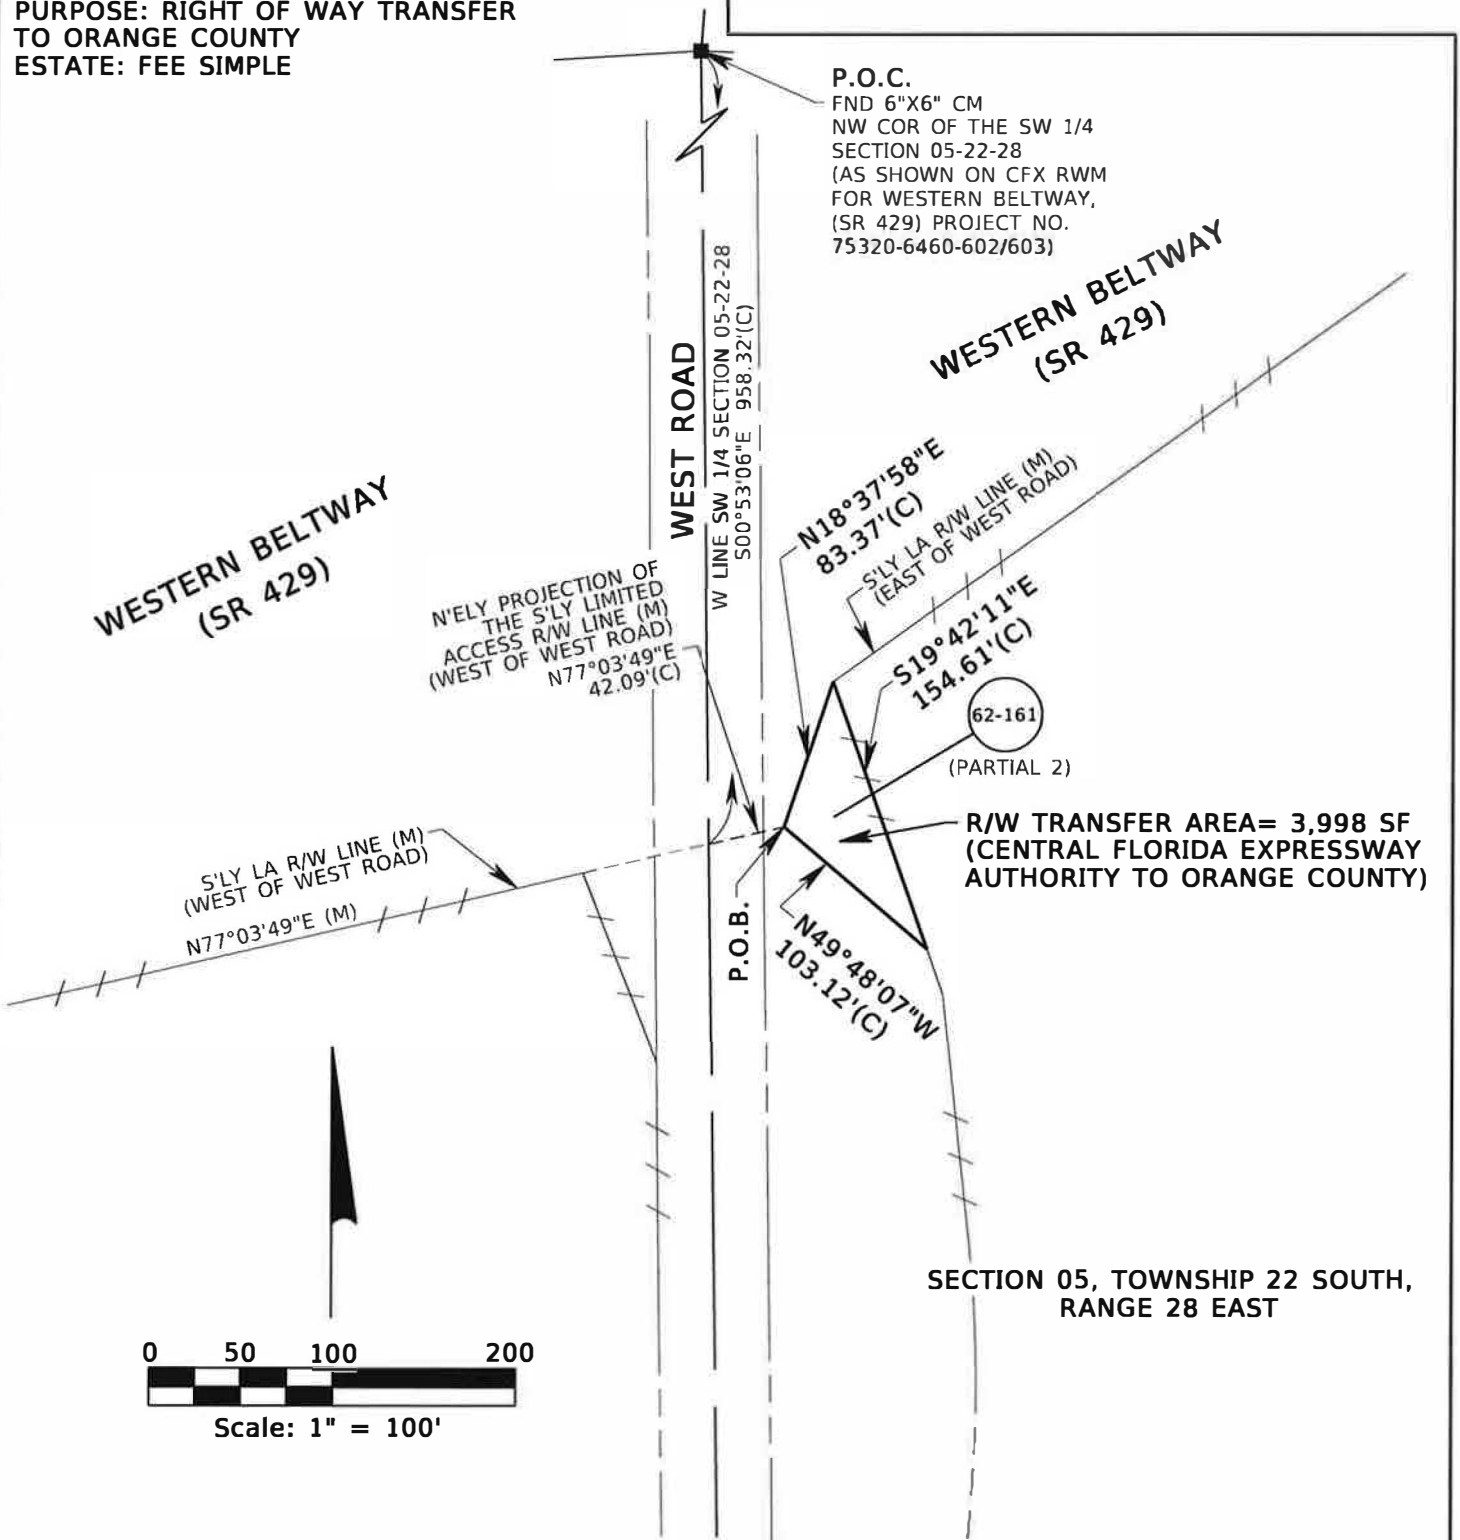 PURPOSE: RIGHT OF WAY TRANSFER
TO ORANGE COUNTY
ESTATE: FEE SIMPLE
P.O.C.
FND 6"X6" CM
NW COR OF THE SW 1/4
SECTION 05-22-28
(AS SHOWN ON CFX RWM
FOR WESTERN BELTWAY,
(SR 429) PROJECT NO.
75320-6460-602/603)
WESTERN BELTWAY
(SR 429)
WEST ROAD
W LINE SW 1/4 SECTION 05-22-28
S00°53'06"E 958.32'(C)
WESTERN BELTWAY
(SR 429)
N18°37'58"E
83.37'(C)
S'LY LA R/W LINE (M)
(EAST OF WEST ROAD)
N'ELY PROJECTION OF
THE S'LY LIMITED
ACCESS R/W LINE (M)
(WEST OF WEST ROAD)
N77°03'49"E
42.09'(C)
S19°42'11"E
154.61'(C)
62-161
(PARTIAL 2)
R/W TRANSFER AREA= 3,998 SF
(CENTRAL FLORIDA EXPRESSWAY
AUTHORITY TO ORANGE COUNTY)
S'LY LA R/W LINE (M)
(WEST OF WEST ROAD)
N77°03'49"E (M)
P.O.B.
N49°48'07"W
103.12'(C)
SECTION 05, TOWNSHIP 22 SOUTH,
RANGE 28 EAST
0 50 100 200
Scale: 1" = 100'